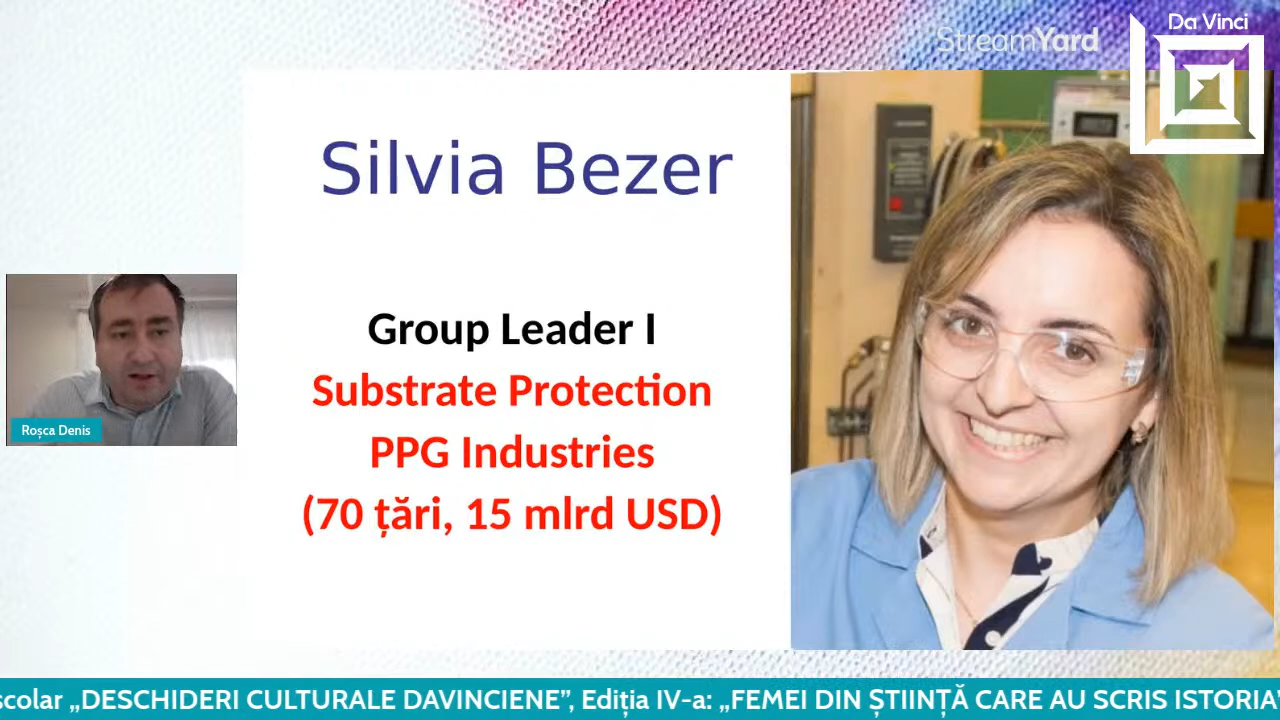 StreamYard
Da Vinci
Silvia Bezer
Group Leader I
Substrate Protection
PPG Industries
(70 țări, 15 mlrd USD)
Roșca Denis
scolar „DESCHIDERI CULTURALE DAVINCIENE”, Ediția IV-a: „FEMEI DIN ȘTIINȚĂ CARE AU SCRIS ISTORIA”